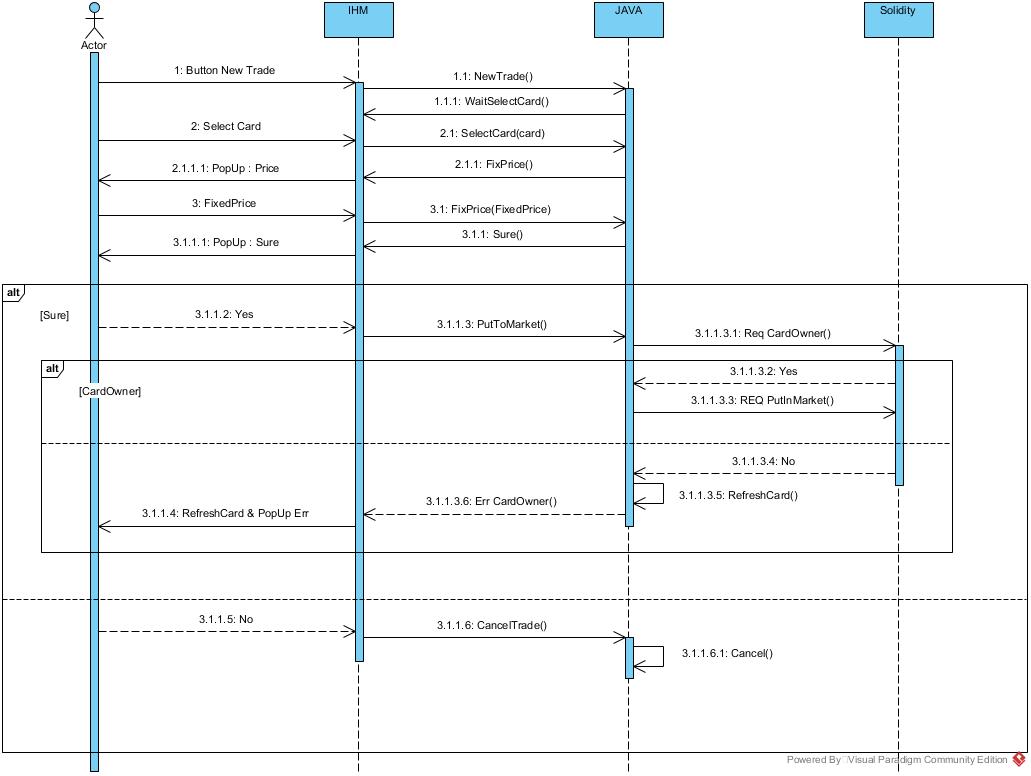 IHM
JAVA
Solidity
Actor
1: Button New Trade
1.1: NewTrade()
1.1.1: WaitSelectCard()
2: Select Card
2.1: SelectCard(card)
2.1.1: FixPrice()
2.1.1.1: PopUp : Price
3: FixedPrice
3.1: FixPrice(FixedPrice)
3.1.1: Sure()
3.1.1.1: PopUp : Sure
alt
[Sure]
3.1.1.2: Yes
3.1.1.3: PutToMarket()
3.1.1.3.1: Req CardOwner()
alt
[CardOwner]
3.1.1.3.2: Yes
3.1.1.3.3: REQ PutInMarket()
3.1.1.3.4: No
3.1.1.3.5: RefreshCard()
3.1.1.3.6: Err CardOwner()
3.1.1.4: RefreshCard & PopUp Err
3.1.1.5: No
3.1.1.6: CancelTrade()
3.1.1.6.1: Cancel()
Powered By Visual Paradigm Community Edition